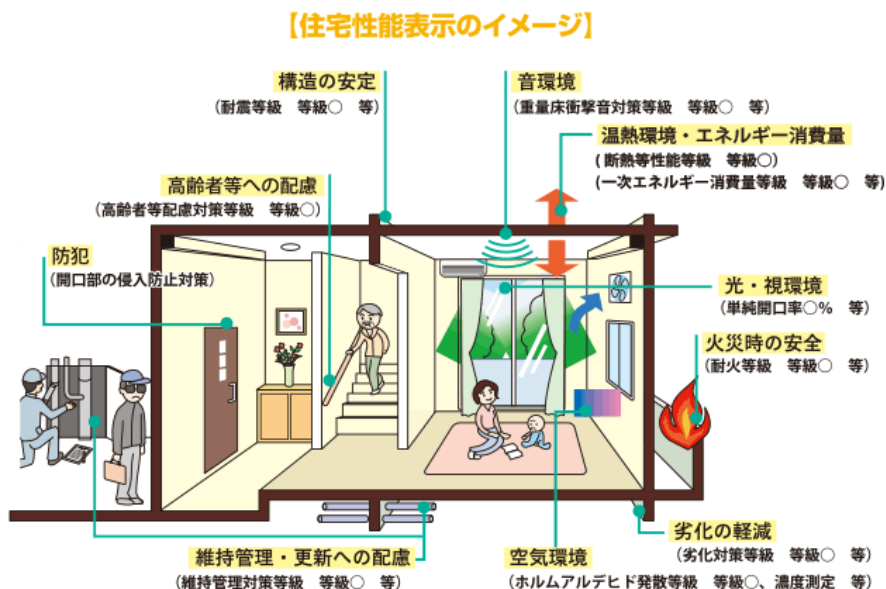 【住宅性能表示のイメージ】
構造の安定
（耐震等級　等級○　等）
音環境
（重量床衝撃音対策等級　等級○　等）
温熱環境・エネルギー消費量
(断熱等性能等級　等級○）
(一次エネルギー消費量等級　等級○　等)
高齢者等への配慮
（高齢者等配慮対策等級　等級○）
防犯
（開口部の侵入防止対策）
光・視環境
（単純開口率○%　等）
火災時の安全
（耐火等級　等級○　等）
劣化の軽減
（劣化対策等級　等級○　等）
維持管理・更新への配慮
（維持管理対策等級　等級○　等）
空気環境
（ホルムアルデヒド発散等級　等級○、濃度測定　等）